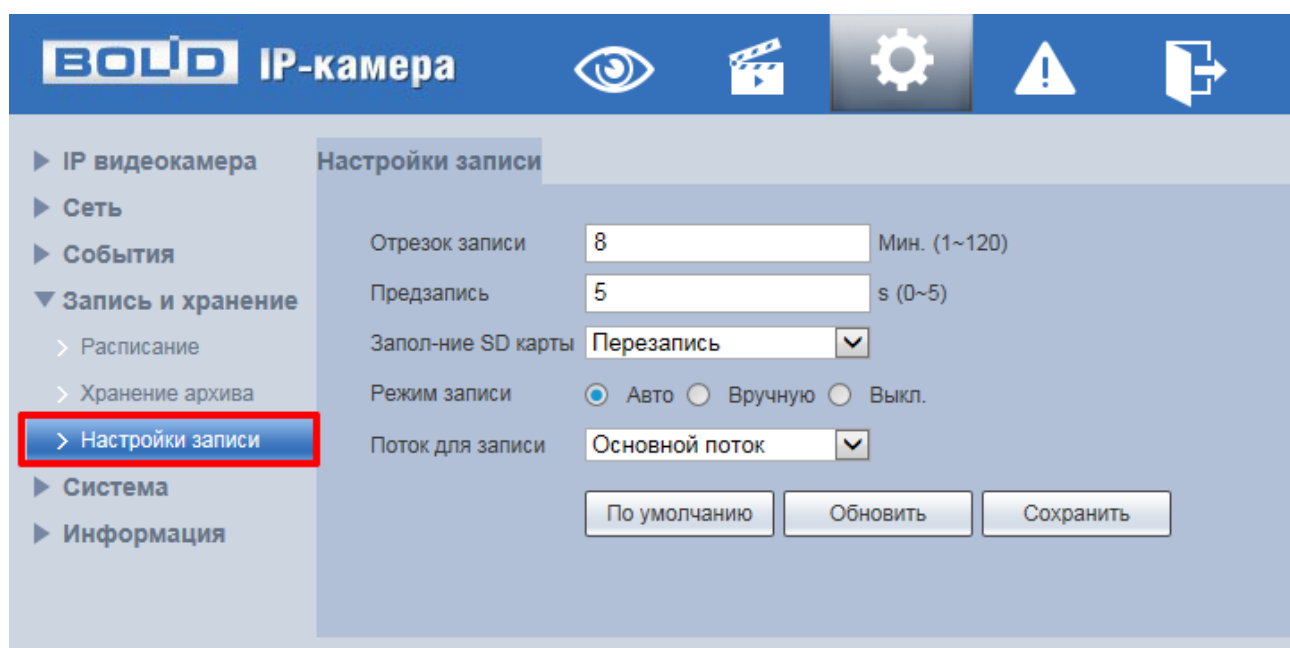 BOLID IP-камера
IP видеокамера
Сеть
События
Запись и хранение
Расписание
Хранение архива
Настройки записи
Система
Информация
Настройки записи
Отрезок записи 8 Мин. (1~120)
Предзапись 5 s (0~5)
Запол-ние SD карты Перезапись
Режим записи Авто Вручную Выкл.
Поток для записи Основной поток
По умолчанию Обновить Сохранить